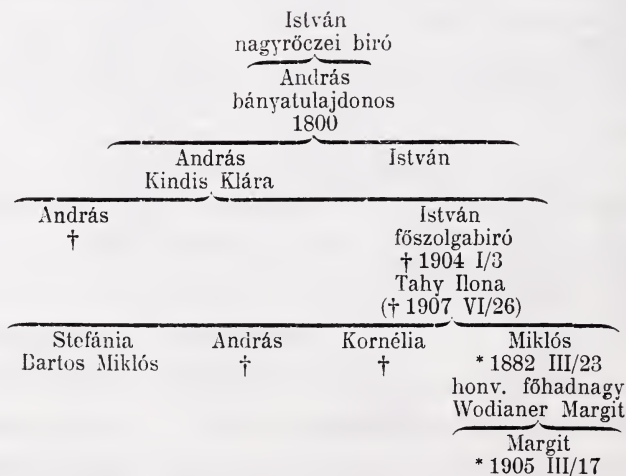 István
nagyrőczei biró
András
bányatulajdonos
1800
András István
Kindis Klára
András István
† főszolgabiró
† 1904 I/3
Tahy Ilona
(† 1907 VI/26)
Stefánia András Kornélia Miklós
Bartos Miklós † † * 1882 III/23
honv. főhadnagy
Wodianer Margit
Margit
* 1905 III/17